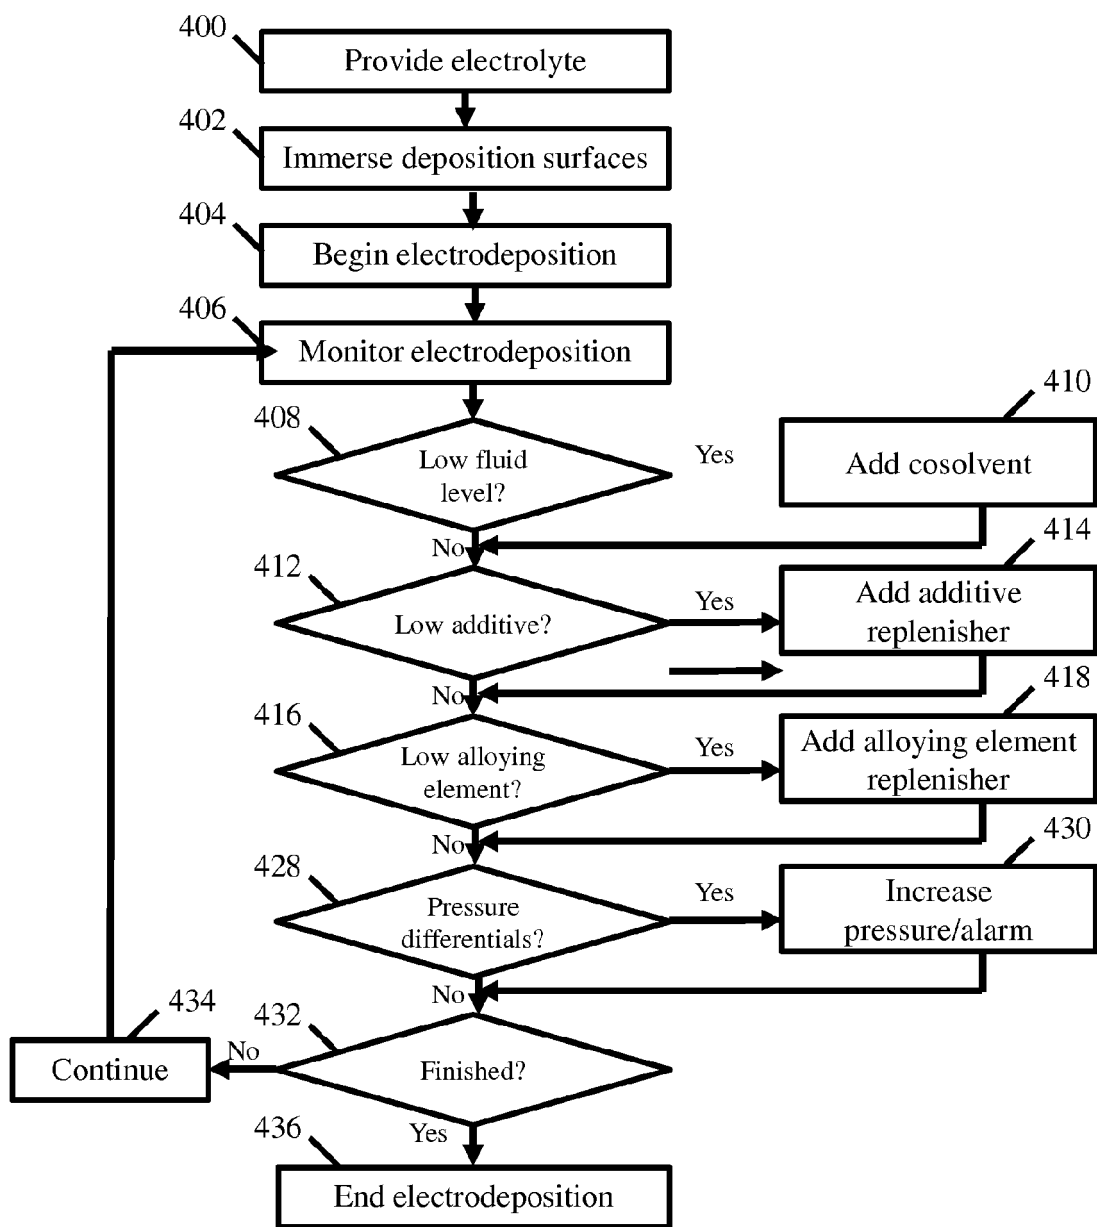 400
Provide electrolyte
402
Immerse deposition surfaces
404
Begin electrodeposition
406
Monitor electrodeposition
408
Low fluid
level?
Yes
410
Add cosolvent
No
412
Low additive?
Yes
414
Add additive
replenisher
No
416
Low alloying
element?
Yes
418
Add alloying element
replenisher
No
428
Pressure
differentials?
Yes
430
Increase
pressure/alarm
No
432
Finished?
No
434
Continue
Yes
436
End electrodeposition